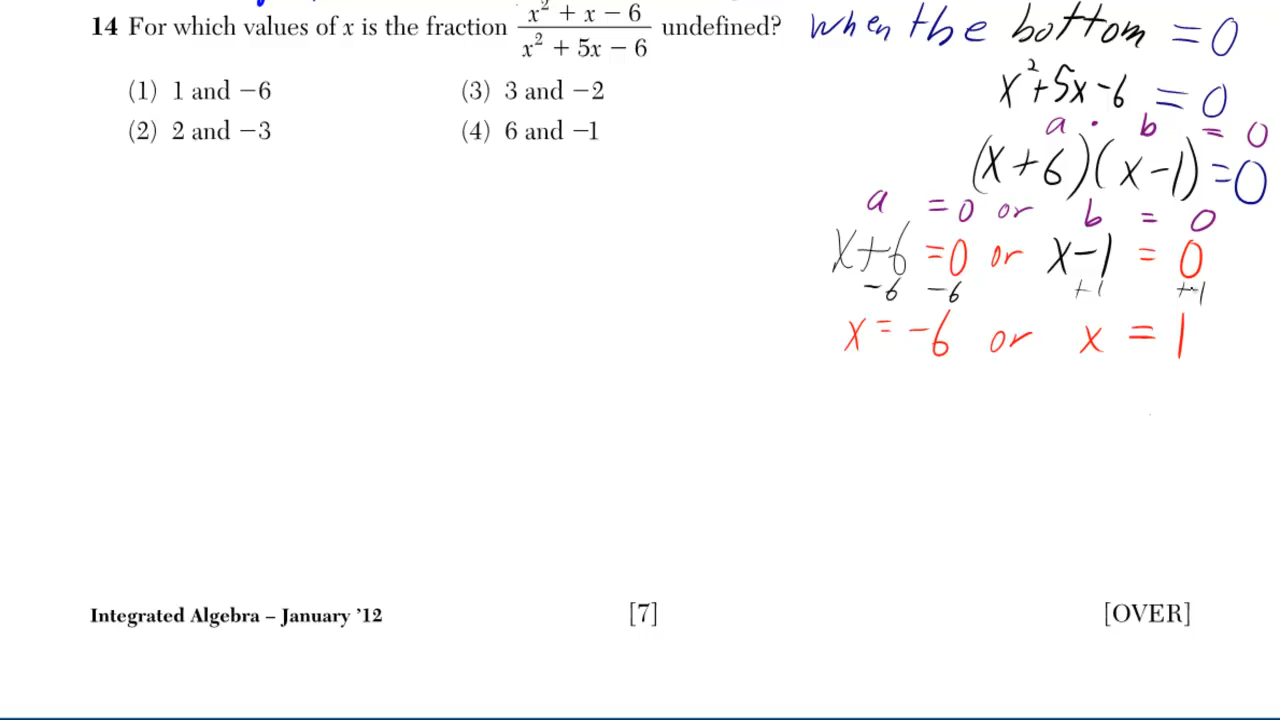 14 For which values of x is the fraction x² + x − 6 / x² + 5x − 6 undefined? when the bottom = 0
x² + 5x − 6 = 0
(1) 1 and −6 (3) 3 and −2
(2) 2 and −3 (4) 6 and −1
a · b = 0
(x + 6)(x − 1) = 0
a = 0 or b = 0
x + 6 = 0 or x − 1 = 0
−6 −6 +1 +1
x = −6 or x = 1
Integrated Algebra – January ’12 [7] [OVER]